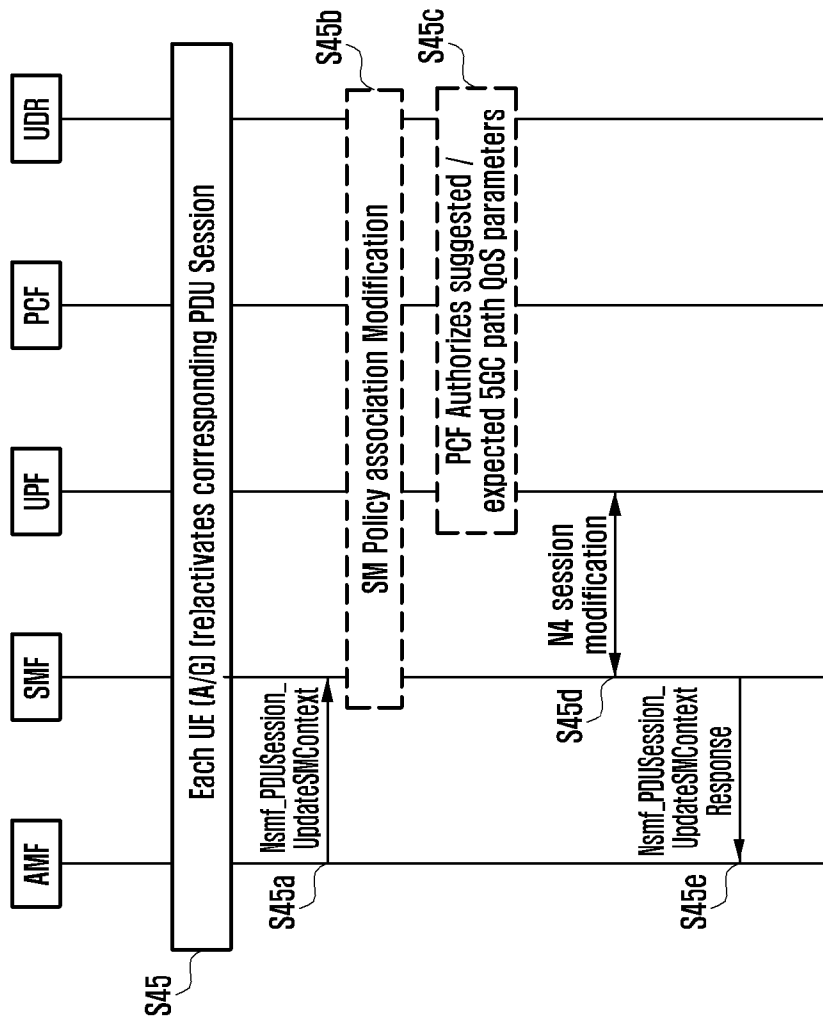 AMF
SMF
UPF
PCF
UDR
S45
Each UE (A/G) (re)activates corresponding PDU Session
Nsmf_PDUSession_
UpdateSMContext
S45a
SM Policy association Modification
S45b
PCF Authorizes suggested /
expected 5GC path QoS parameters
S45c
N4 session
modification
S45d
Nsmf_PDUSession_
UpdateSMContext
Response
S45e